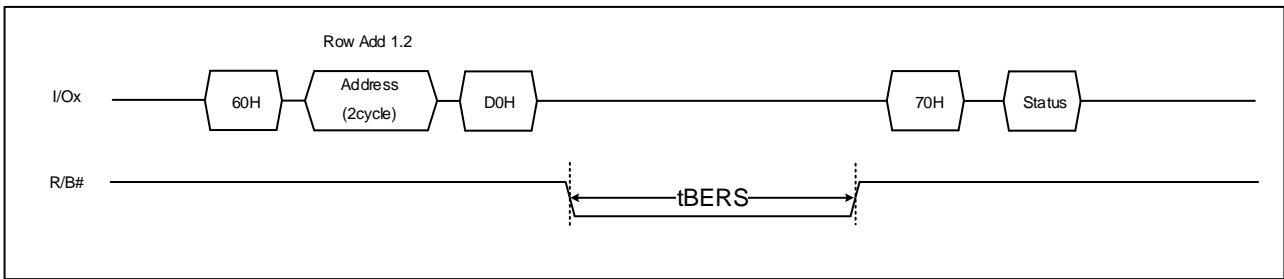 Row Add 1.2
I/Ox
60H
Address
(2cycle)
D0H
70H
Status
R/B#
tBERS